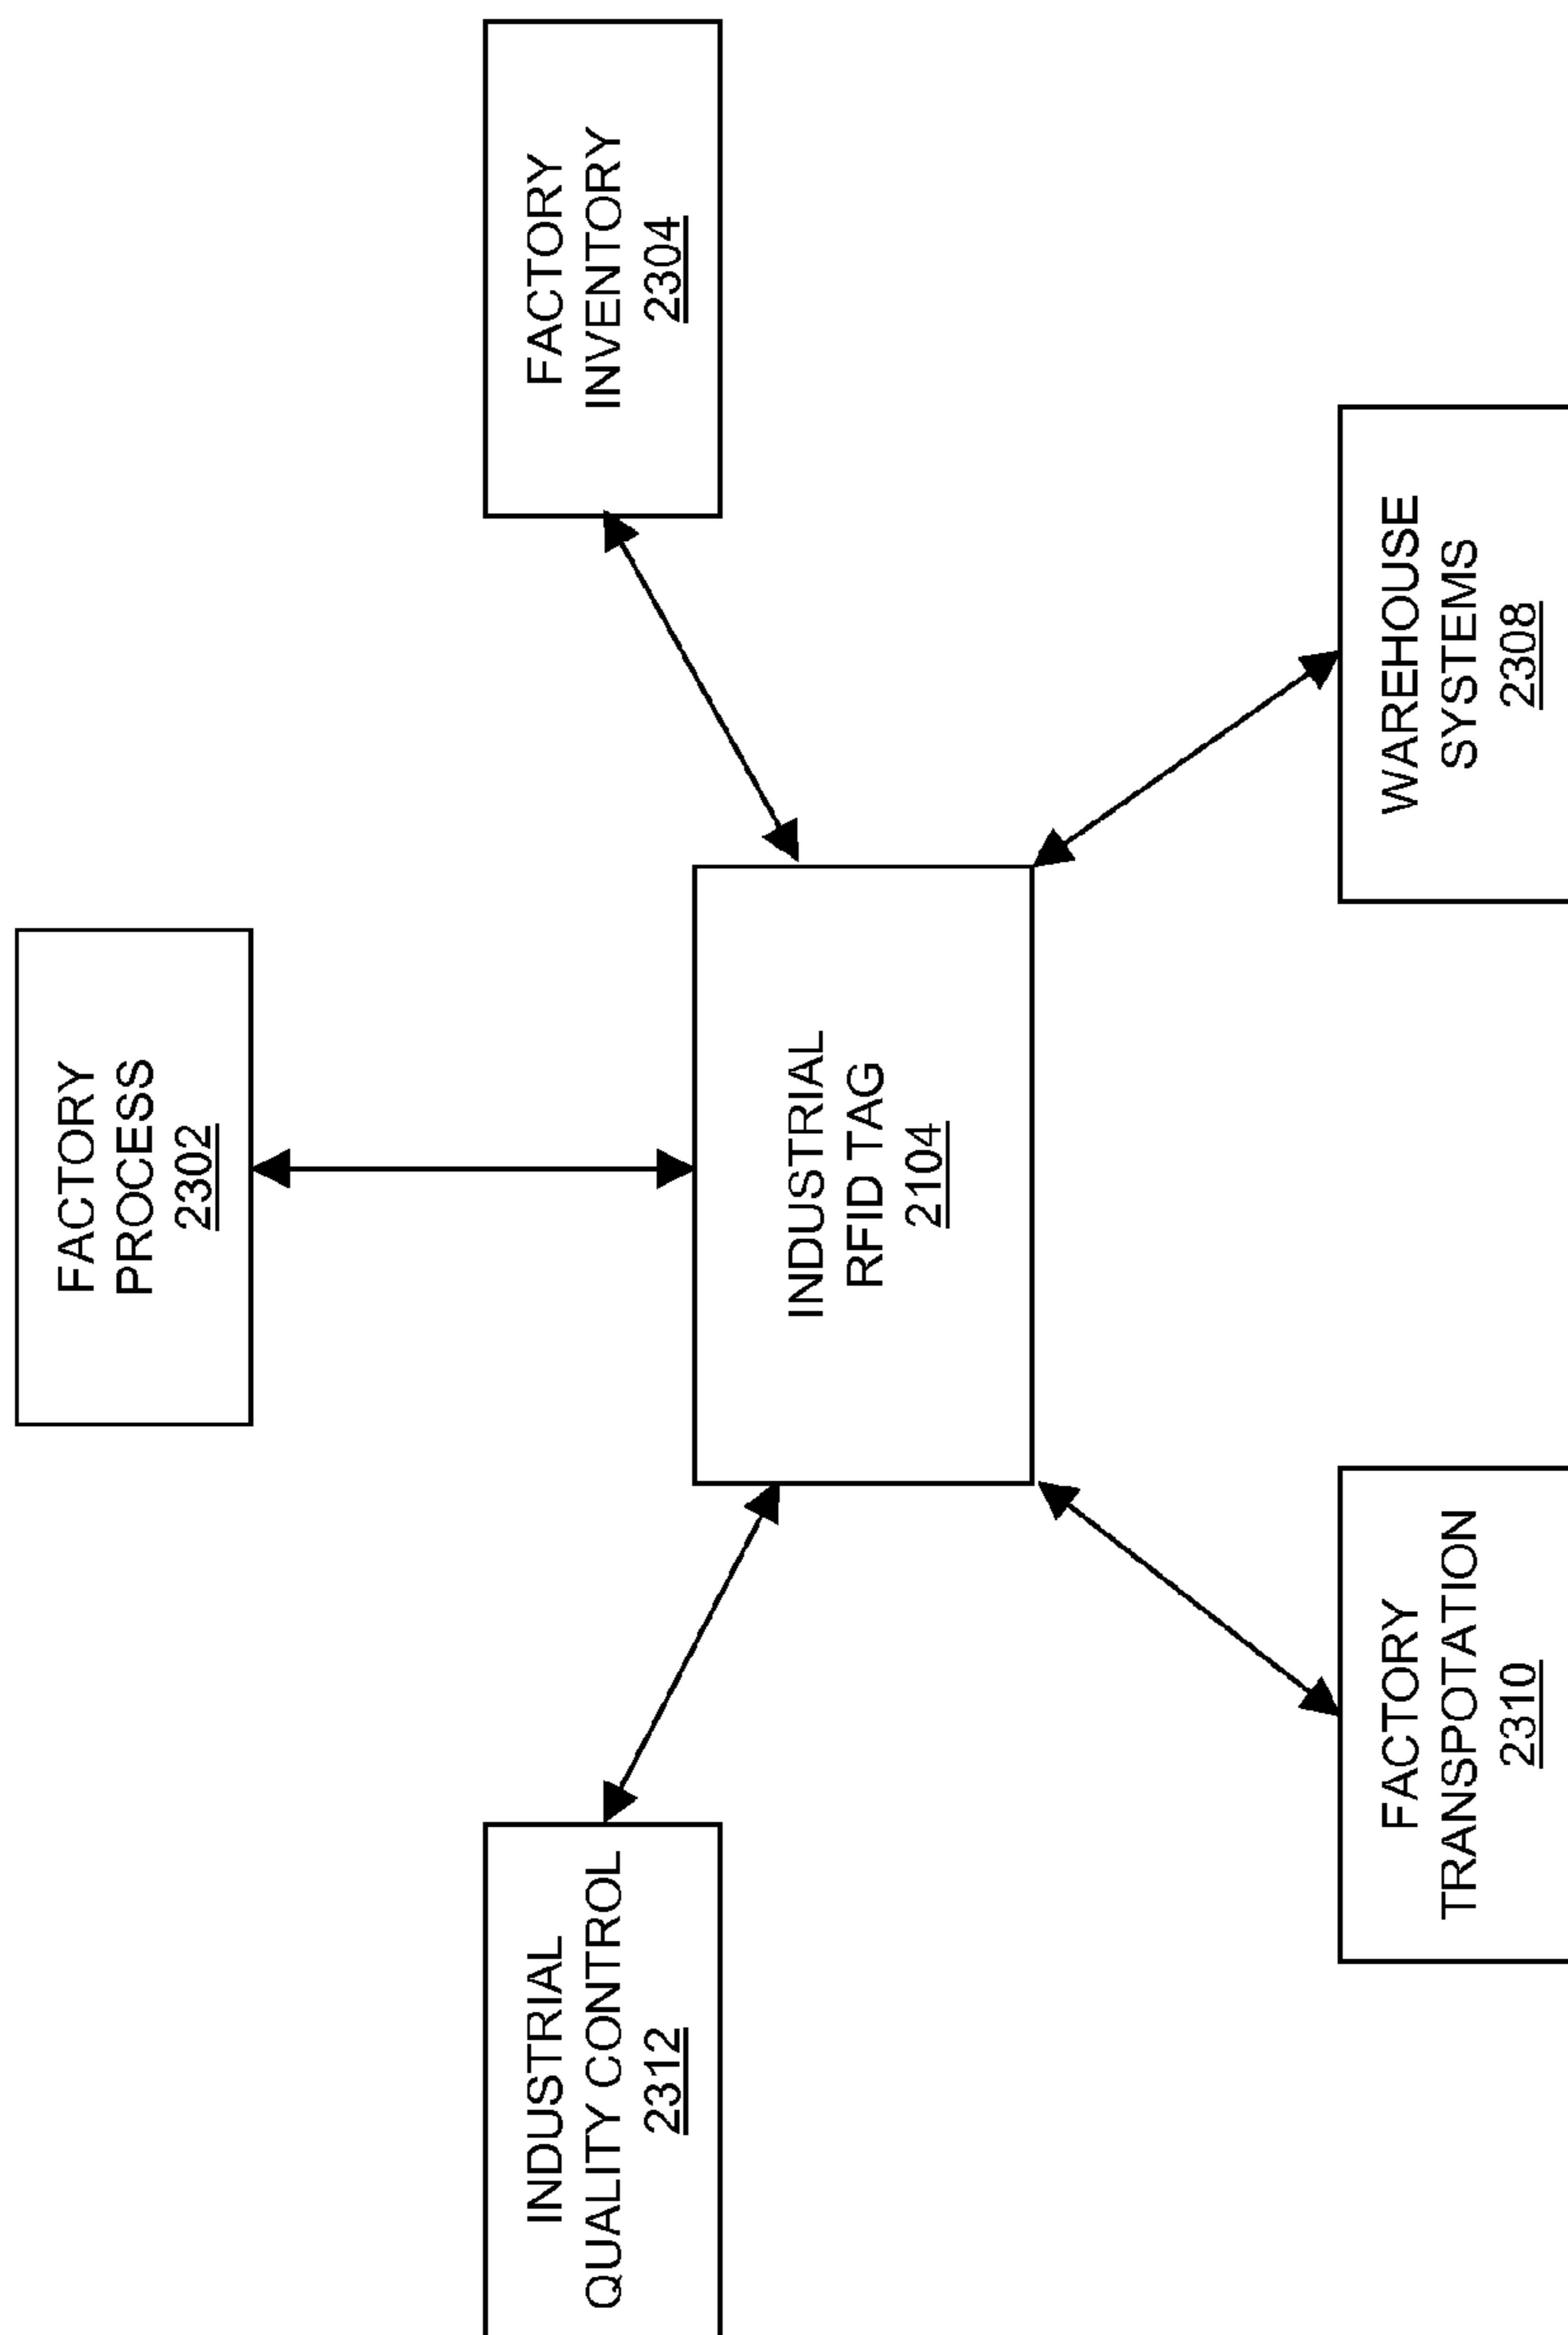 FACTORY
PROCESS
2302
FACTORY
INVENTORY
2304
INDUSTRIAL
RFID TAG
2104
INDUSTRIAL
QUALITY CONTROL
2312
WAREHOUSE
SYSTEMS
2308
FACTORY
TRANSPOTATION
2310